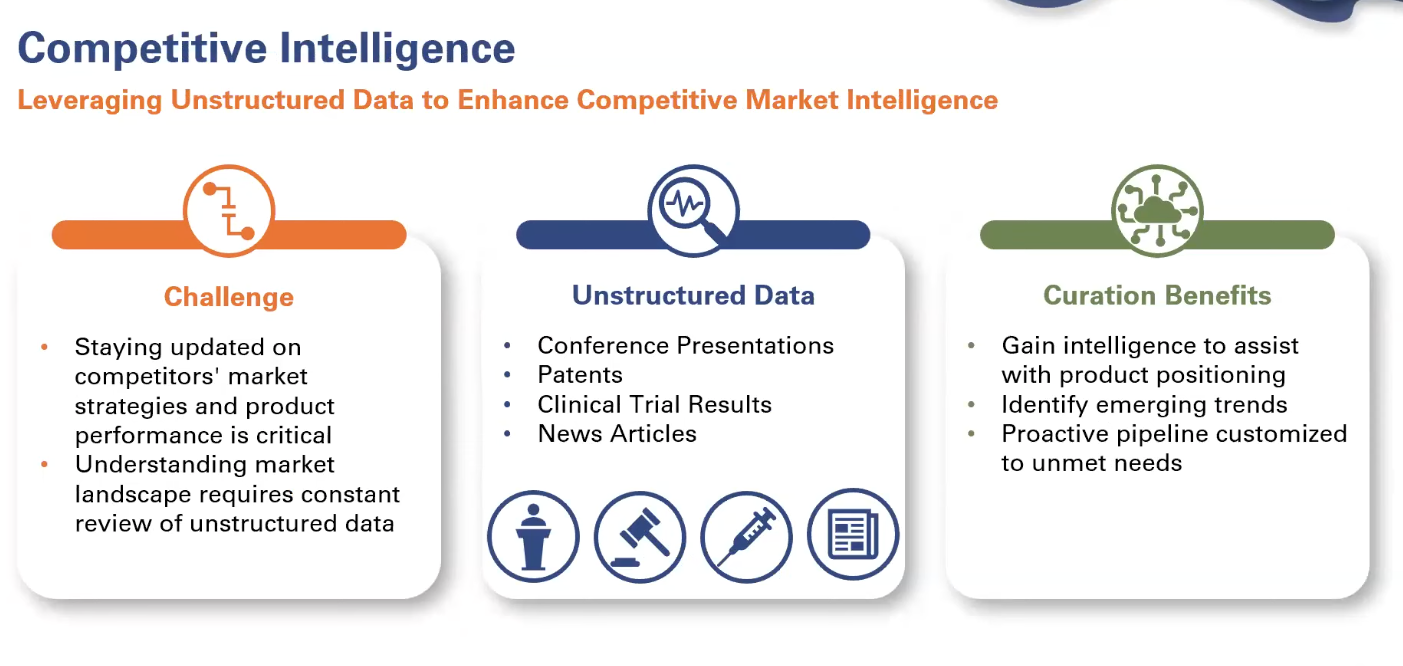 Competitive Intelligence
Leveraging Unstructured Data to Enhance Competitive Market Intelligence
Challenge
• Staying updated on
competitors' market
strategies and product
performance is critical
• Understanding market
landscape requires constant
review of unstructured data
Unstructured Data
• Conference Presentations
• Patents
• Clinical Trial Results
• News Articles
Curation Benefits
• Gain intelligence to assist
with product positioning
• Identify emerging trends
• Proactive pipeline customized
to unmet needs